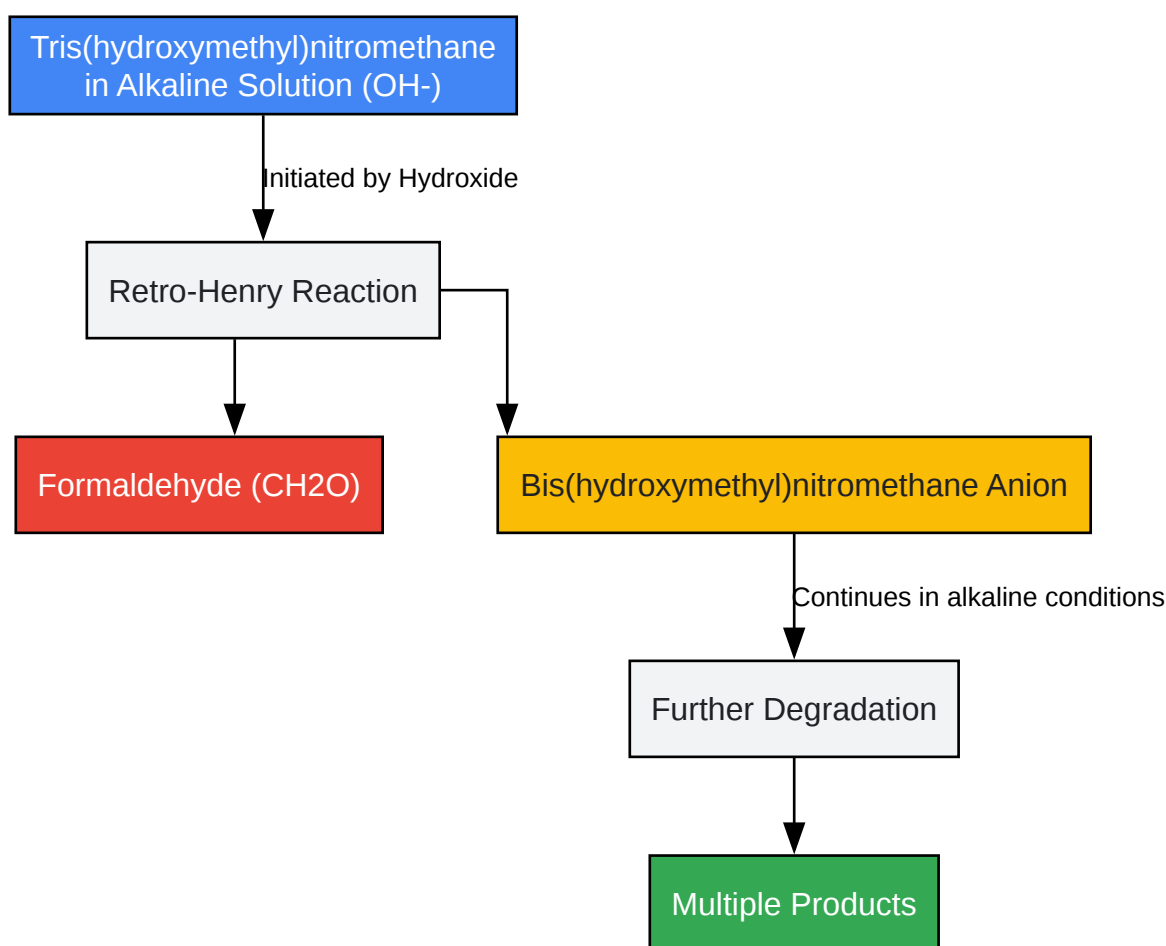 Tris(hydroxymethyl)nitromethane
in Alkaline Solution (OH-)
Initiated by Hydroxide
Retro-Henry Reaction
Formaldehyde (CH2O)
Bis(hydroxymethyl)nitromethane Anion
Continues in alkaline conditions
Further Degradation
Multiple Products